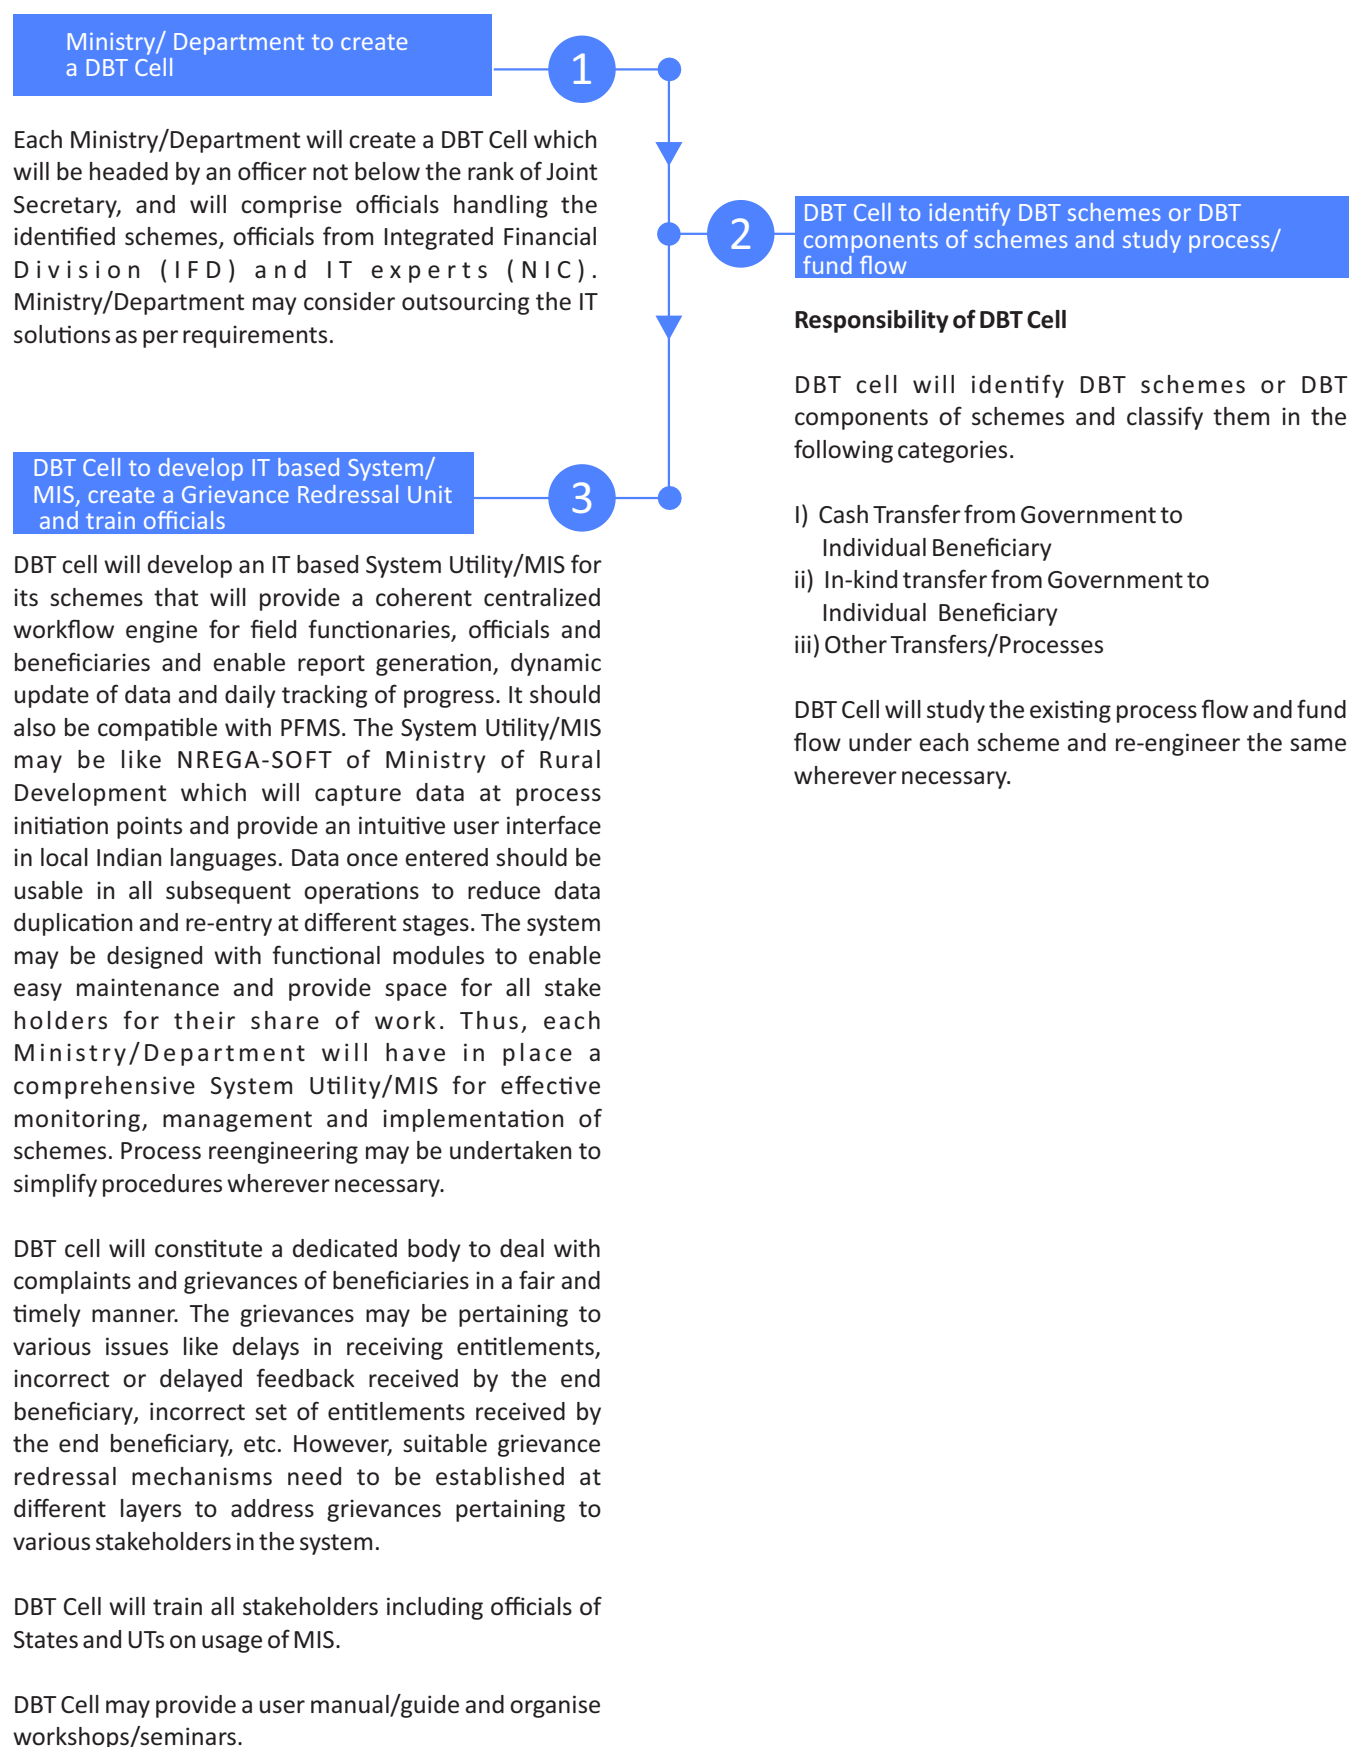 Ministry/ Department to create
a DBT Cell
1
Each Ministry/Department will create a DBT Cell which
will be headed by an officer not below the rank of Joint
Secretary, and will comprise officials handling the
identified schemes, officials from Integrated Financial
Division (IFD) and IT experts (NIC).
Ministry/Department may consider outsourcing the IT
solutions as per requirements.
2
DBT Cell to identify DBT schemes or DBT
components of schemes and study process/
fund flow
Responsibility of DBT Cell
DBT cell will identify DBT schemes or DBT
components of schemes and classify them in the
following categories.
I) Cash Transfer from Government to
Individual Beneficiary
ii) In-kind transfer from Government to
Individual Beneficiary
iii) Other Transfers/Processes
DBT Cell will study the existing process flow and fund
flow under each scheme and re-engineer the same
wherever necessary.
DBT Cell to develop IT based System/
MIS, create a Grievance Redressal Unit
and train officials
3
DBT cell will develop an IT based System Utility/MIS for
its schemes that will provide a coherent centralized
workflow engine for field functionaries, officials and
beneficiaries and enable report generation, dynamic
update of data and daily tracking of progress. It should
also be compatible with PFMS. The System Utility/MIS
may be like NREGA-SOFT of Ministry of Rural
Development which will capture data at process
initiation points and provide an intuitive user interface
in local Indian languages. Data once entered should be
usable in all subsequent operations to reduce data
duplication and re-entry at different stages. The system
may be designed with functional modules to enable
easy maintenance and provide space for all stake
holders for their share of work. Thus, each
Ministry/Department will have in place a
comprehensive System Utility/MIS for effective
monitoring, management and implementation of
schemes. Process reengineering may be undertaken to
simplify procedures wherever necessary.
DBT cell will constitute a dedicated body to deal with
complaints and grievances of beneficiaries in a fair and
timely manner. The grievances may be pertaining to
various issues like delays in receiving entitlements,
incorrect or delayed feedback received by the end
beneficiary, incorrect set of entitlements received by
the end beneficiary, etc. However, suitable grievance
redressal mechanisms need to be established at
different layers to address grievances pertaining to
various stakeholders in the system.
DBT Cell will train all stakeholders including officials of
States and UTs on usage of MIS.
DBT Cell may provide a user manual/guide and organise
workshops/seminars.